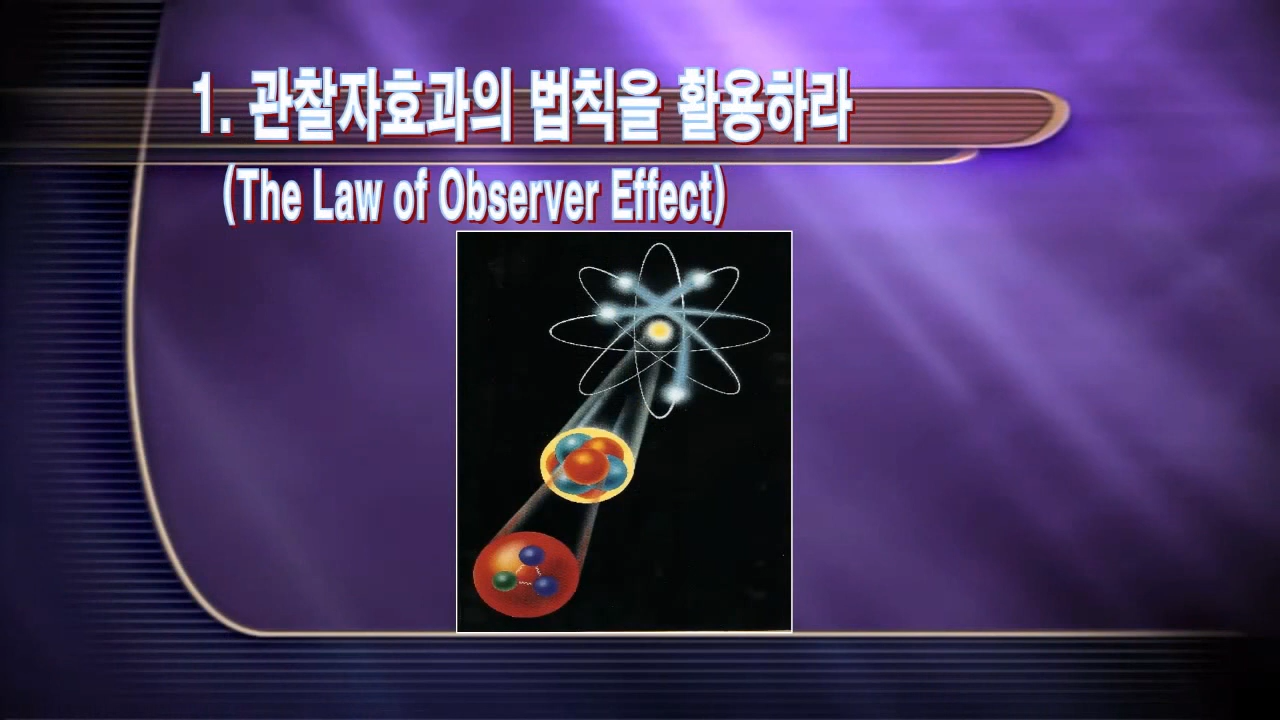 1. 관찰자효과의 법칙을 활용하라
(The Law of Observer Effect)